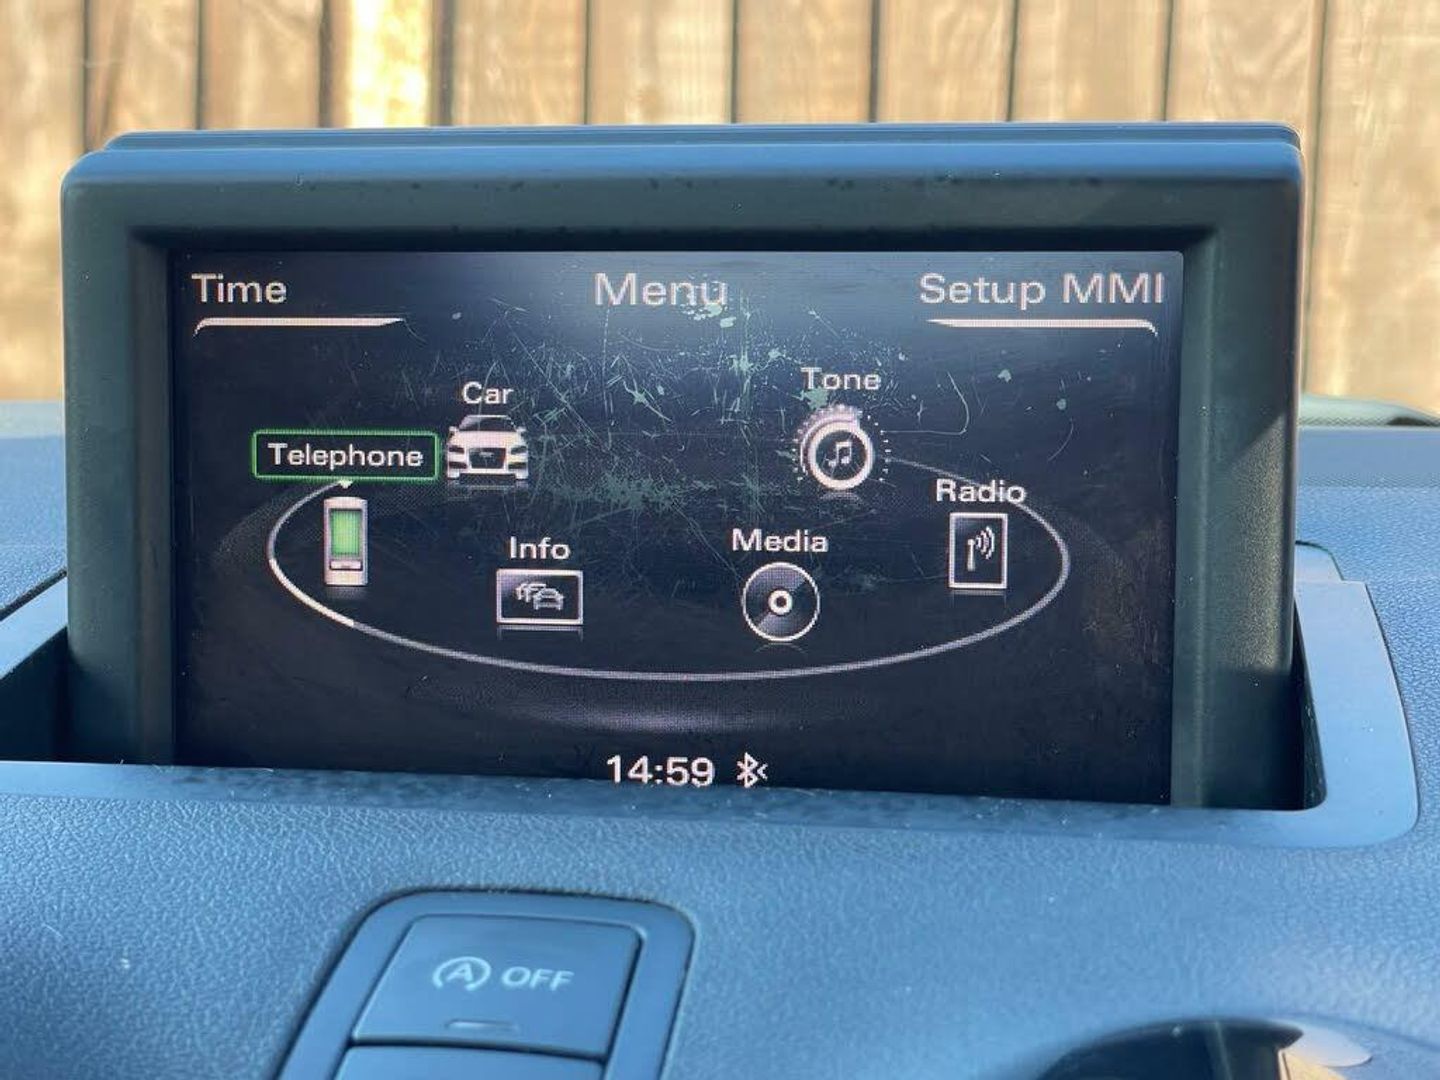 Time Menu Setup MMI
Car Tone
Telephone
Radio
Info Media
14:59
A OFF